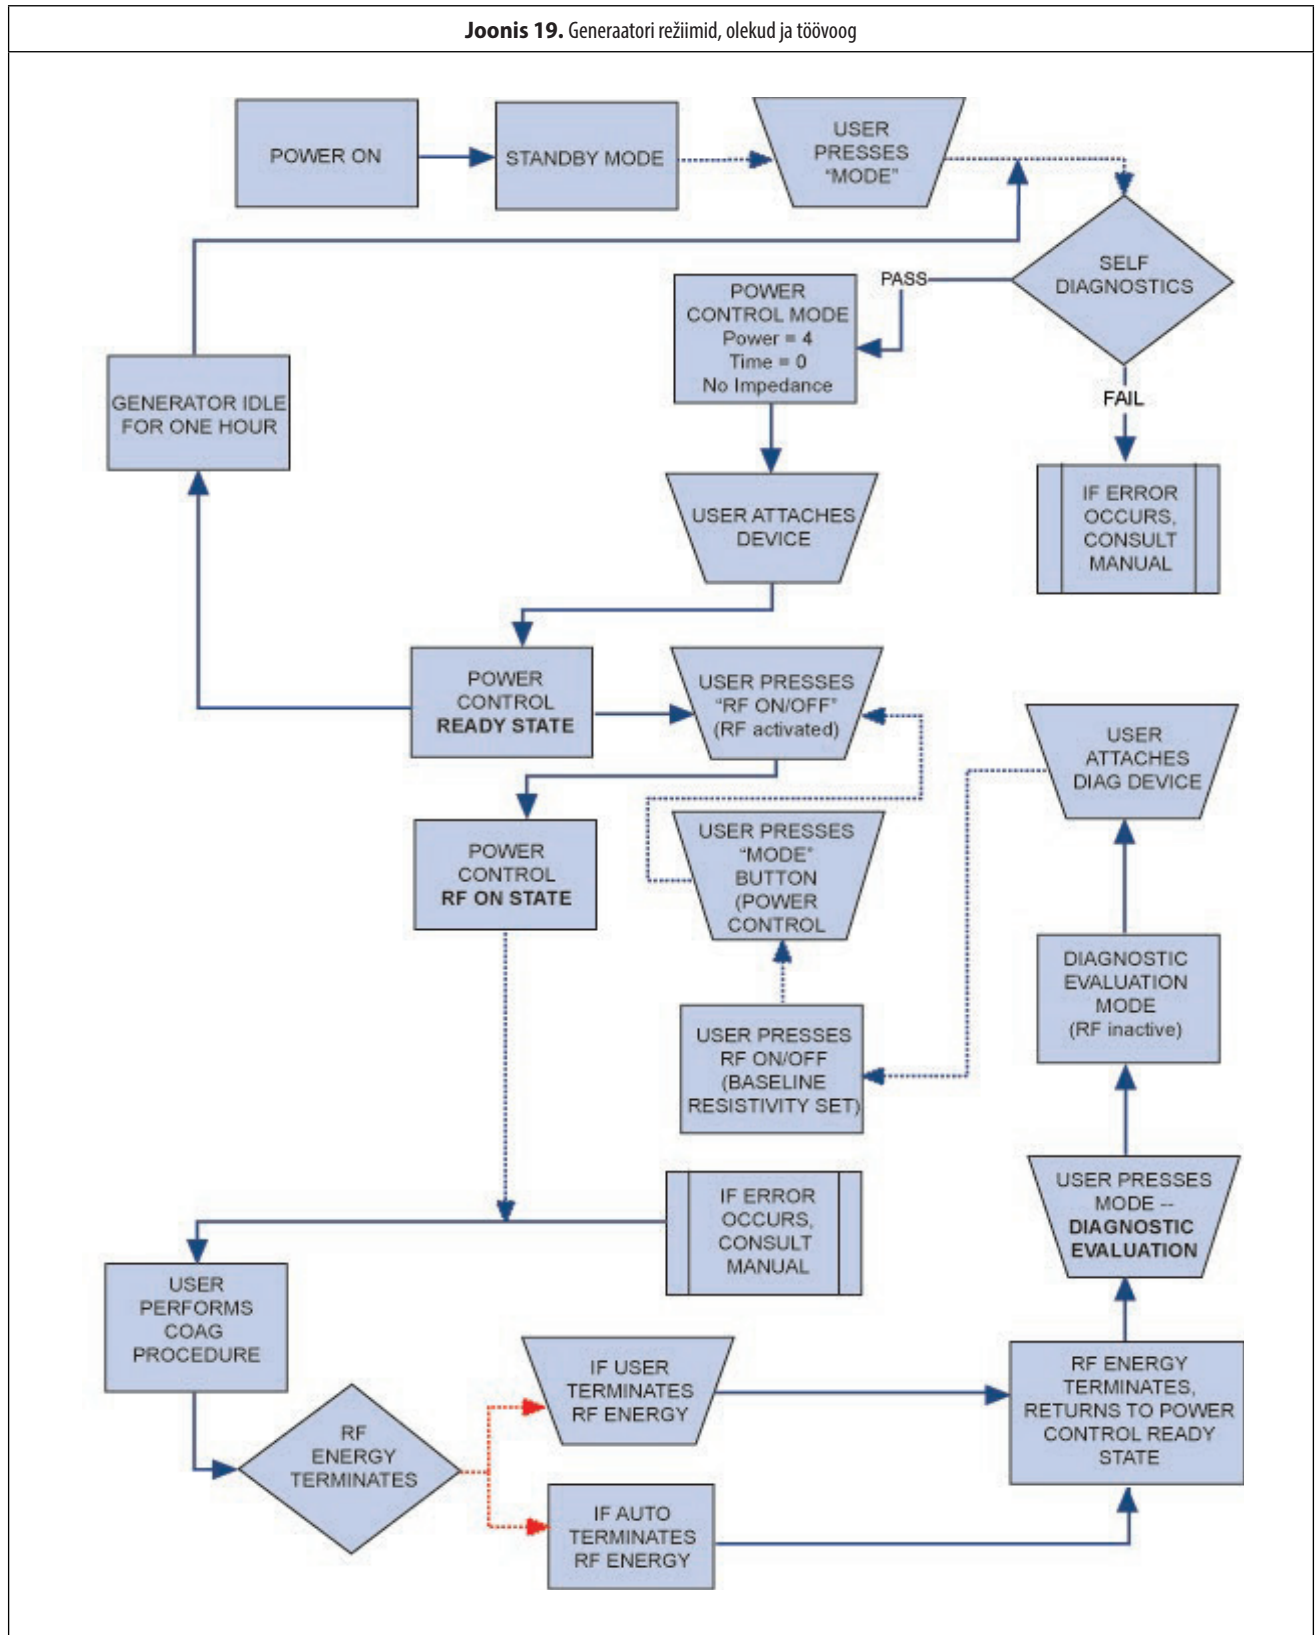 Joonis 19. Generaatori režiimid, olekud ja töövoog
POWER ON
STANDBY MODE
USER
PRESSES
“MODE”
SELF
DIAGNOSTICS
PASS
POWER
CONTROL MODE
Power = 4
Time = 0
No Impedance
GENERATOR IDLE
FOR ONE HOUR
FAIL
IF ERROR
OCCURS,
CONSULT
MANUAL
USER ATTACHES
DEVICE
POWER
CONTROL
READY STATE
USER PRESSES
“RF ON/OFF”
(RF activated)
USER
ATTACHES
DIAG DEVICE
POWER
CONTROL
RF ON STATE
USER PRESSES
“MODE”
BUTTON
(POWER
CONTROL
DIAGNOSTIC
EVALUATION
MODE
(RF inactive)
USER PRESSES
RF ON/OFF
(BASELINE
RESISTIVITY SET)
USER PRESSES
MODE --
DIAGNOSTIC
EVALUATION
IF ERROR
OCCURS,
CONSULT
MANUAL
USER
PERFORMS
COAG
PROCEDURE
IF USER
TERMINATES
RF ENERGY
RF ENERGY
TERMINATES,
RETURNS TO POWER
CONTROL READY
STATE
RF
ENERGY
TERMINATES
IF AUTO
TERMINATES
RF ENERGY